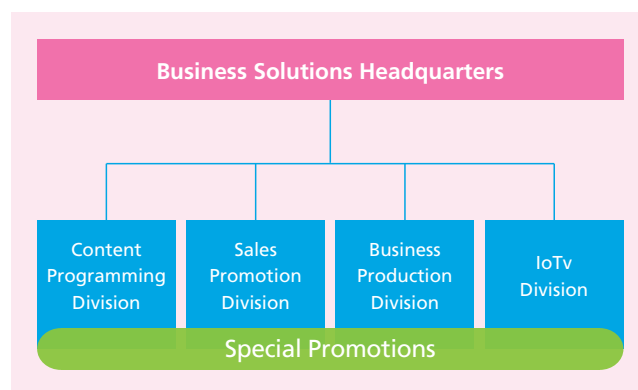 Business Solutions Headquarters
Content
Programming
Division
Sales
Promotion
Division
Business
Production
Division
IoTv
Division
Special Promotions